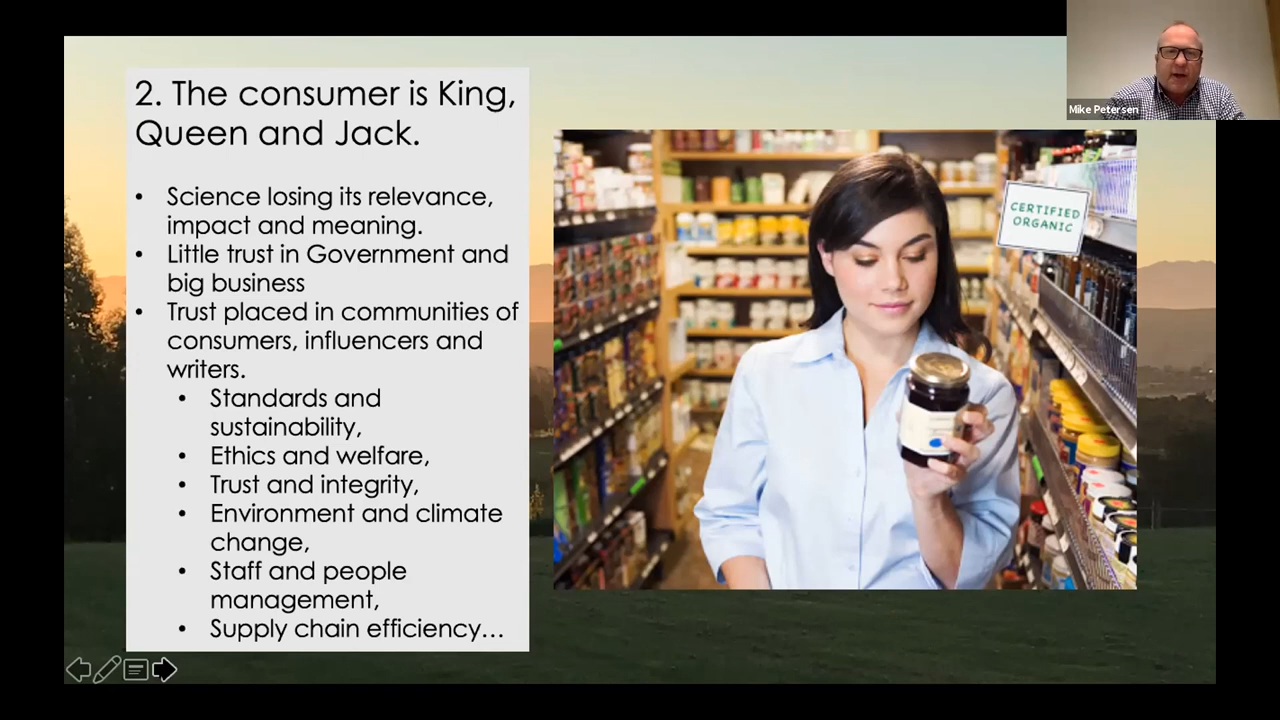 2. The consumer is King,
Queen and Jack.
• Science losing its relevance,
impact and meaning.
• Little trust in Government and
big business
• Trust placed in communities of
consumers, influencers and
writers.
• Standards and
sustainability,
• Ethics and welfare,
• Trust and integrity,
• Environment and climate
change,
• Staff and people
management,
• Supply chain efficiency…
CERTIFIED
ORGANIC
Mike Petersen